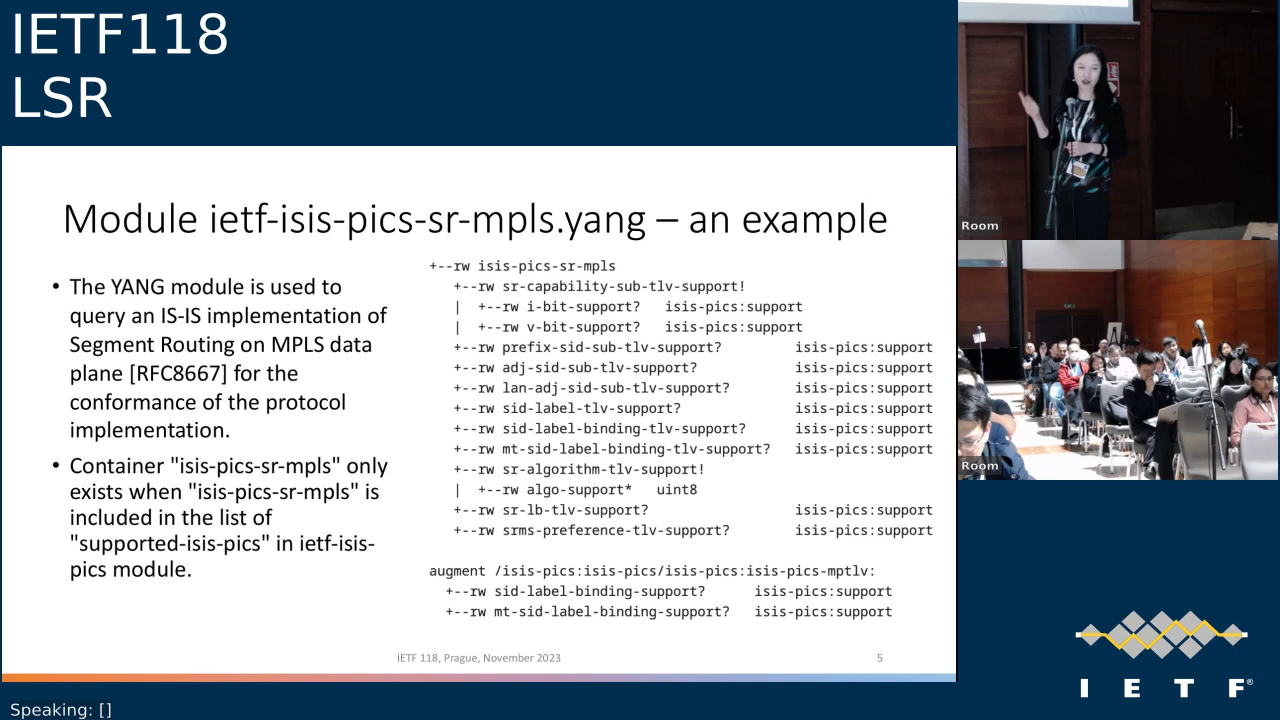 IETF118
LSR
Module ietf-isis-pics-sr-mpls.yang – an example
• The YANG module is used to
query an IS-IS implementation of
Segment Routing on MPLS data
plane [RFC8667] for the
conformance of the protocol
implementation.
• Container "isis-pics-sr-mpls" only
exists when "isis-pics-sr-mpls" is
included in the list of
"supported-isis-pics" in ietf-isis-
pics module.
+--rw isis-pics-sr-mpls
   +--rw sr-capability-sub-tlv-support!
   |  +--rw i-bit-support?   isis-pics:support
   |  +--rw v-bit-support?   isis-pics:support
   +--rw prefix-sid-sub-tlv-support?         isis-pics:support
   +--rw adj-sid-sub-tlv-support?            isis-pics:support
   +--rw lan-adj-sid-sub-tlv-support?        isis-pics:support
   +--rw sid-label-tlv-support?              isis-pics:support
   +--rw sid-label-binding-tlv-support?      isis-pics:support
   +--rw mt-sid-label-binding-tlv-support?   isis-pics:support
   +--rw sr-algorithm-tlv-support!
   |  +--rw algo-support*   uint8
   +--rw sr-lb-tlv-support?                  isis-pics:support
   +--rw srms-preference-tlv-support?        isis-pics:support
augment /isis-pics:isis-pics/isis-pics:isis-pics-mptlv:
  +--rw sid-label-binding-support?      isis-pics:support
  +--rw mt-sid-label-binding-support?   isis-pics:support
IETF 118, Prague, November 2023
5
Room
Room
I E T F®
Speaking: []